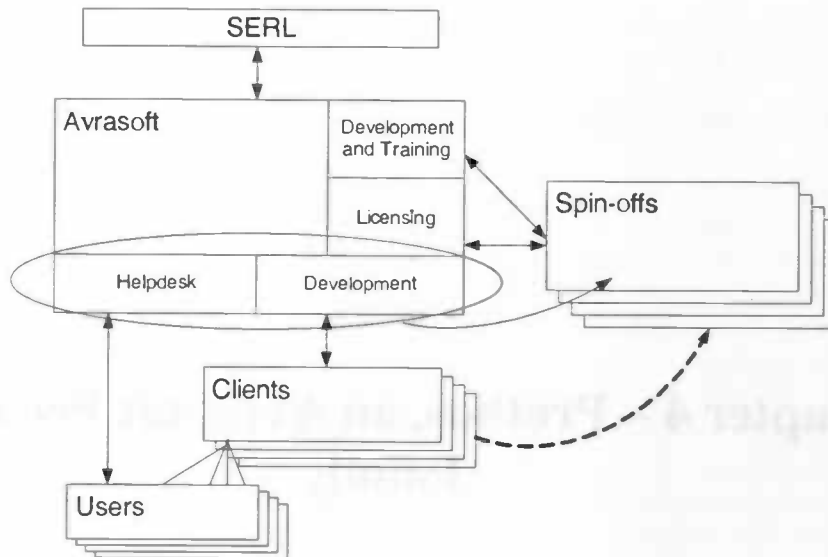 SERL
Avrasoft
Development
and Training
Licensing
Spin-offs
Helpdesk
Development
Clients
Users